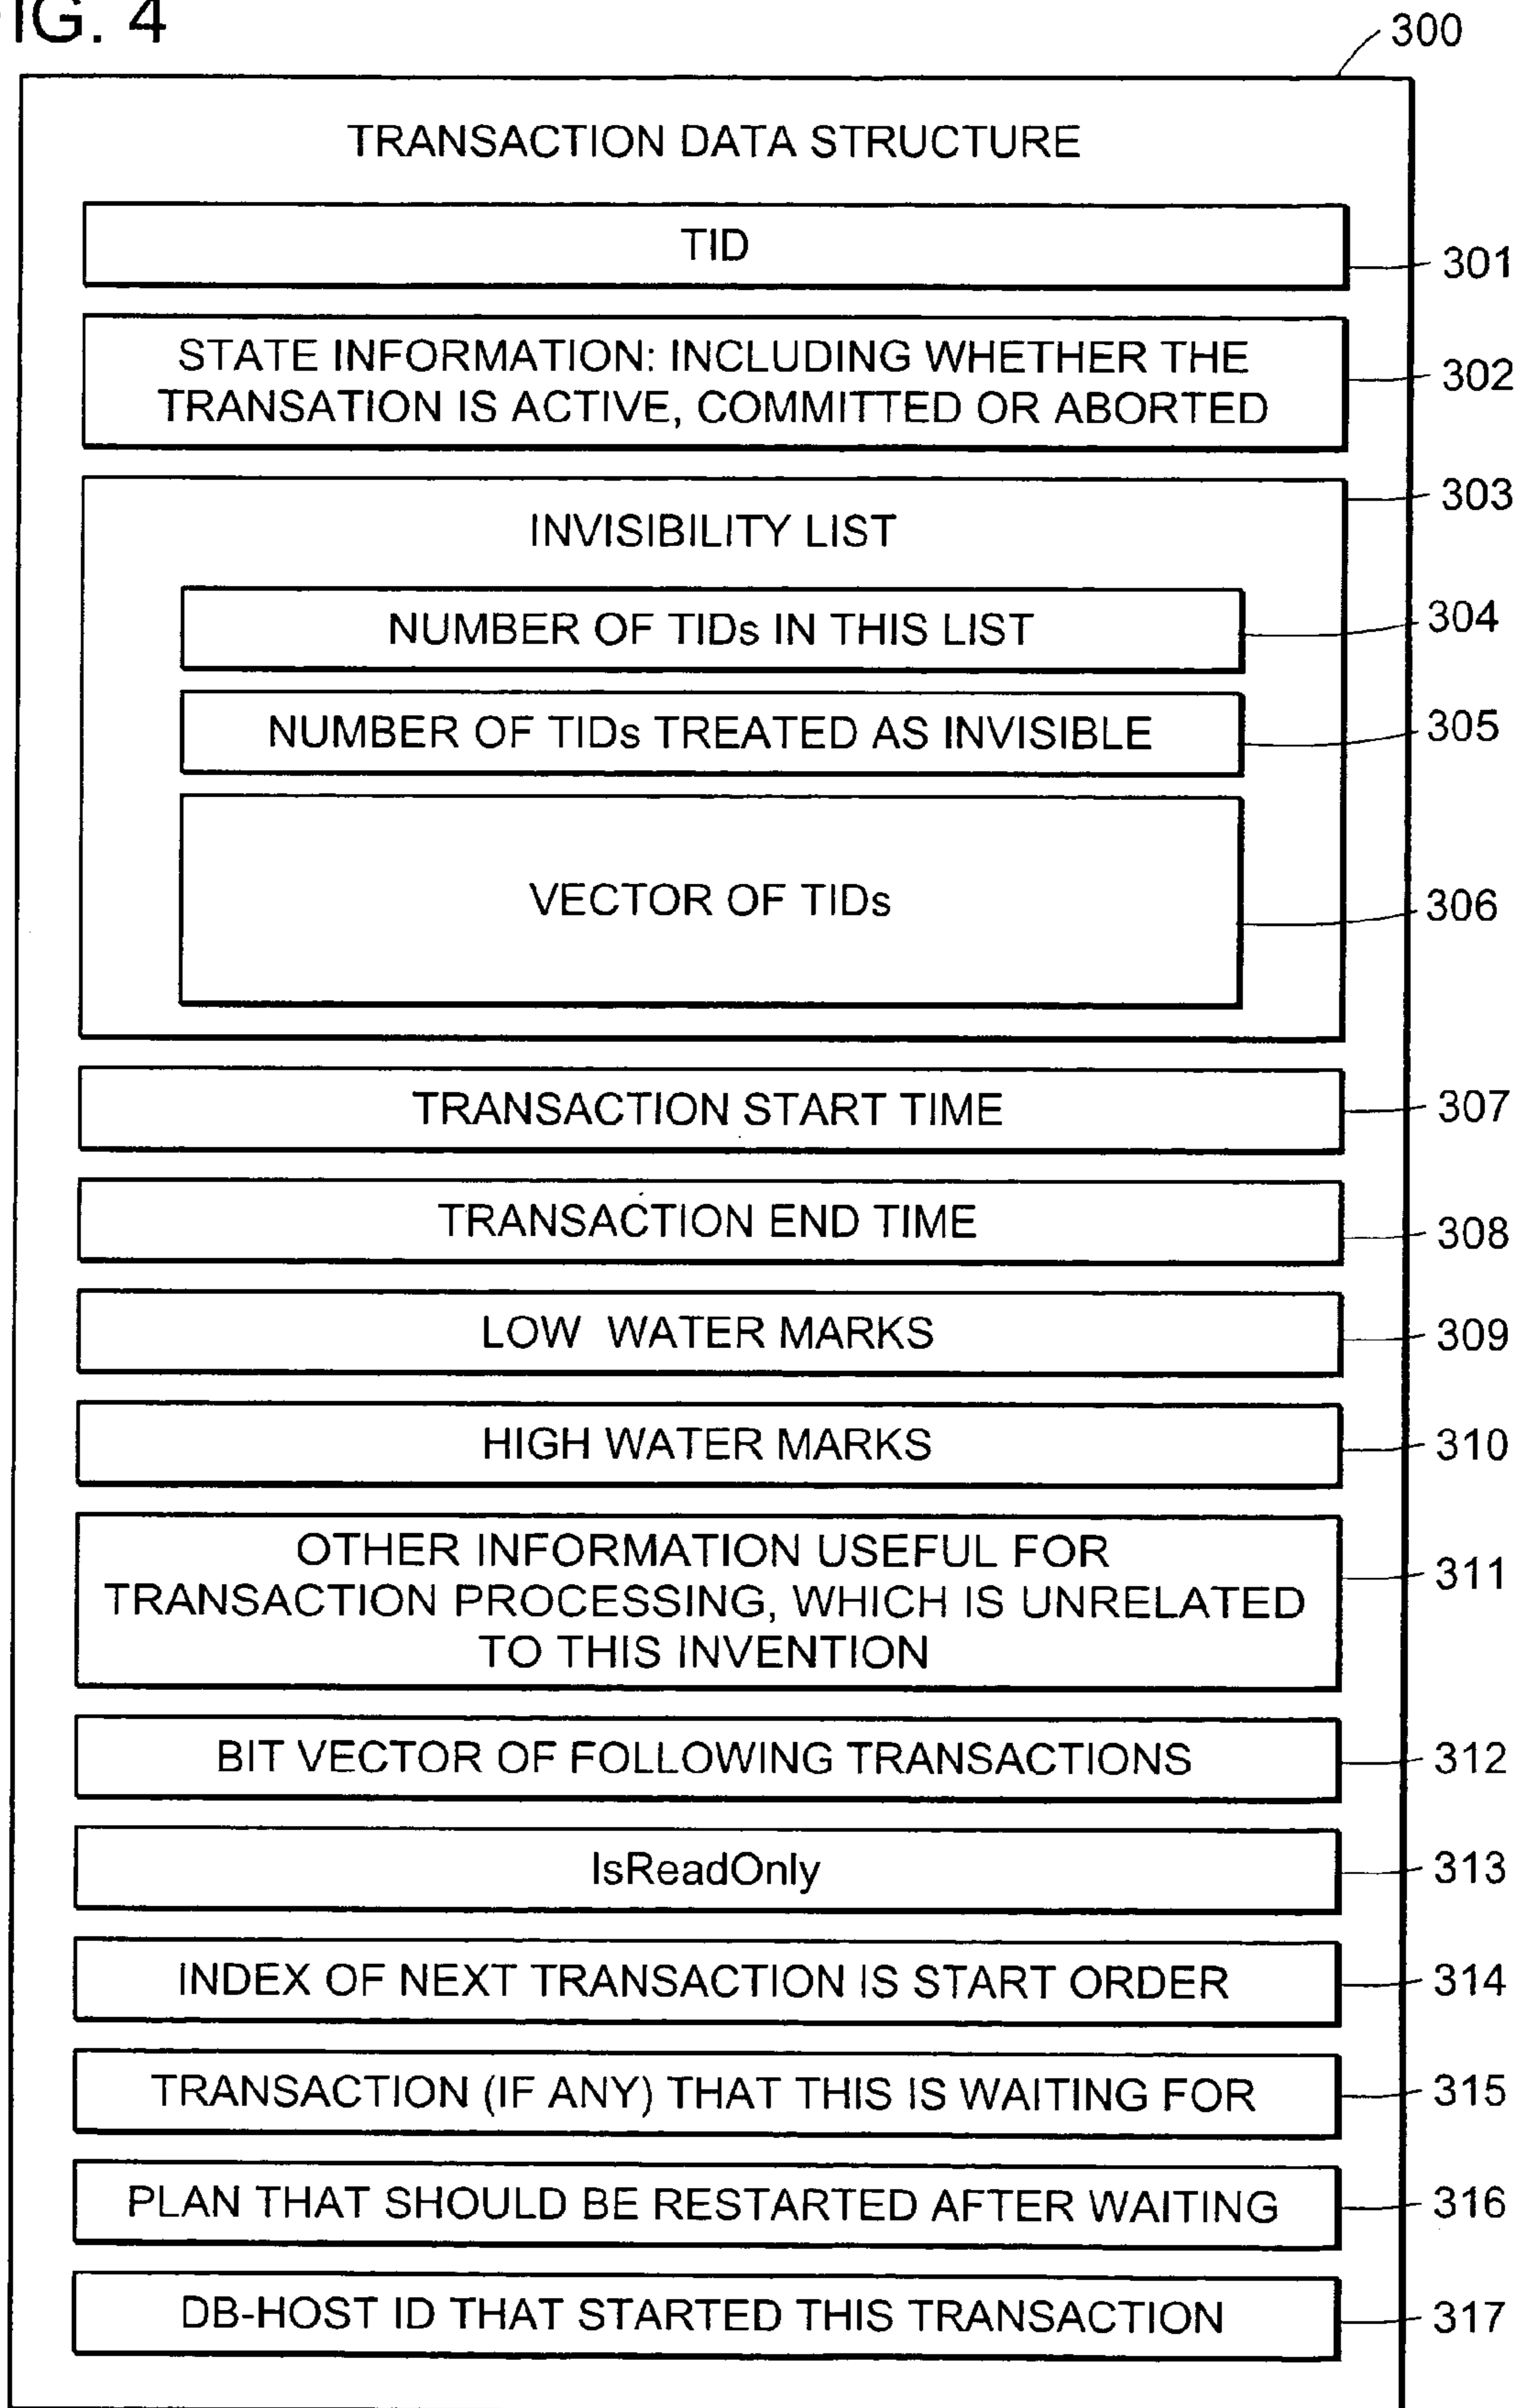 IG. 4
300
TRANSACTION DATA STRUCTURE
TID
301
STATE INFORMATION: INCLUDING WHETHER THE
TRANSATION IS ACTIVE, COMMITTED OR ABORTED
302
303
INVISIBILITY LIST
NUMBER OF TIDs IN THIS LIST
304
NUMBER OF TIDs TREATED AS INVISIBLE
305
VECTOR OF TIDs
306
TRANSACTION START TIME
307
TRANSACTION END TIME
308
LOW WATER MARKS
309
HIGH WATER MARKS
310
OTHER INFORMATION USEFUL FOR
TRANSACTION PROCESSING, WHICH IS UNRELATED
TO THIS INVENTION
311
BIT VECTOR OF FOLLOWING TRANSACTIONS
312
IsReadOnly
313
INDEX OF NEXT TRANSACTION IS START ORDER
314
TRANSACTION (IF ANY) THAT THIS IS WAITING FOR
315
PLAN THAT SHOULD BE RESTARTED AFTER WAITING
316
DB-HOST ID THAT STARTED THIS TRANSACTION
317